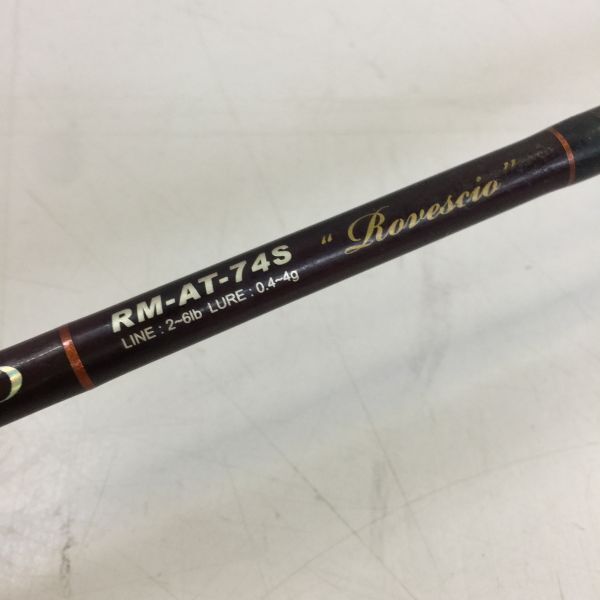 RM-AT-74S "Rovescio"
LINE : 2~6lb LURE : 0.4~4g